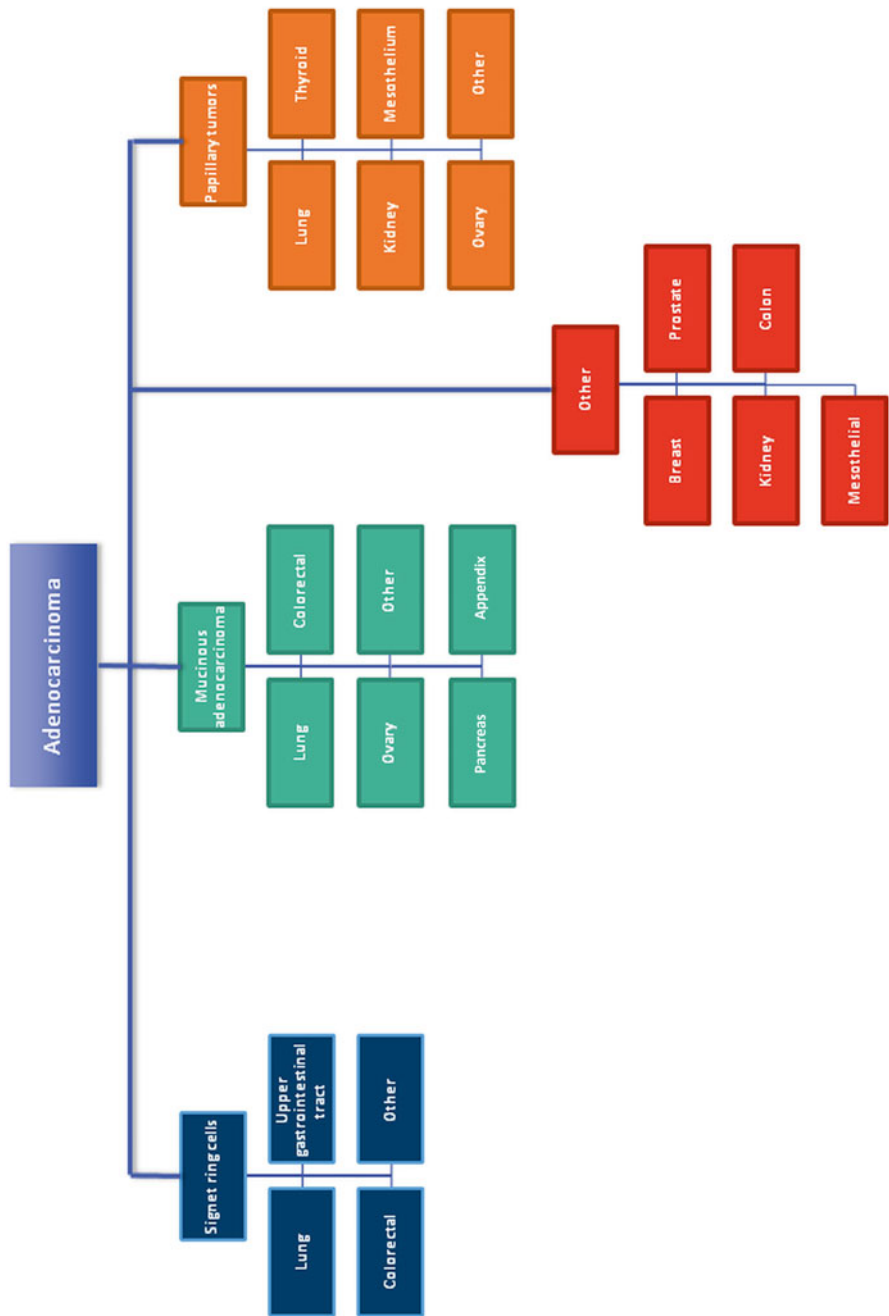 Adenocarcinoma
Signet ring cells
Lung
Upper
gastrointestinal
tract
Colorectal
Other
Mucinous
adenocarcinoma
Lung
Colorectal
Ovary
Other
Pancreas
Appendix
Other
Breast
Prostate
Kidney
Colon
Mesothelial
Papillary tumors
Lung
Thyroid
Kidney
Mesothelium
Ovary
Other